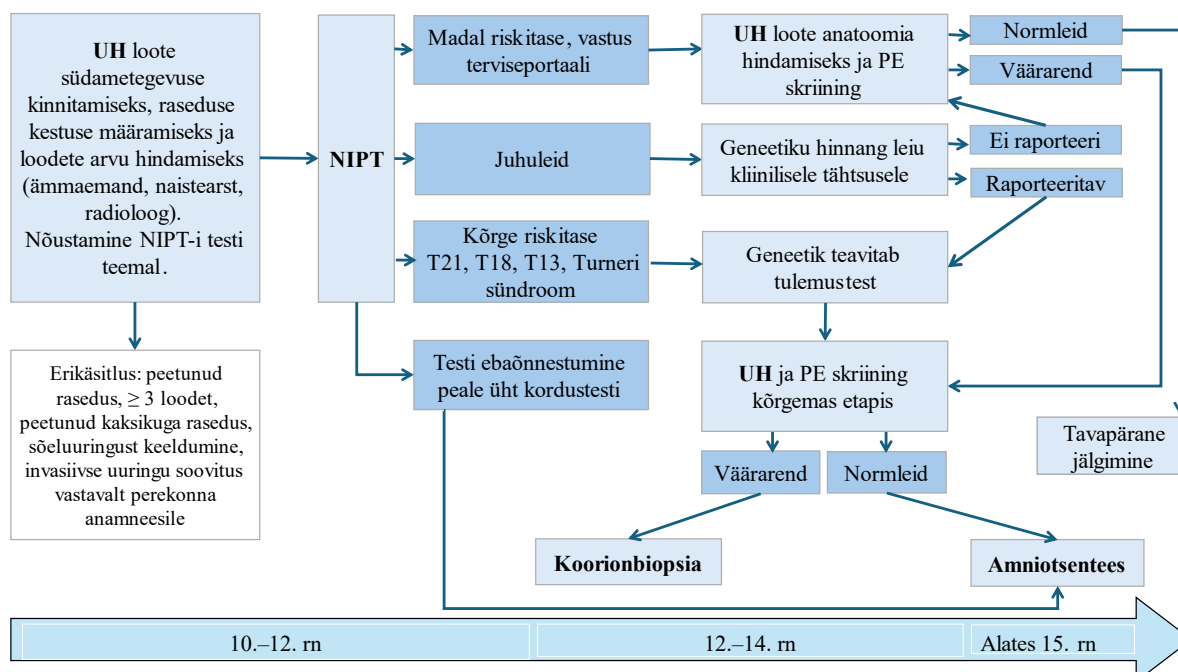 UH loote
südametegevuse
kinnitamiseks, raseduse
kestuse määramiseks ja
loodete arvu hindamiseks
(ämmaemand, naistearst,
radioloog).
Nõustamine NIPT-i testi
teemal.
Erikäsitlus: peetunud
rasedus, ≥ 3 loodet,
peetunud kaksikuga rasedus,
sõeluuringust keeldumine,
invasiivse uuringu soovitus
vastavalt perekonna
anamneesile
NIPT
Madal riskitase, vastus
terviseportaali
Juhuleid
Kõrge riskitase
T21, T18, T13, Turneri
sündroom
Testi ebaõnnestumine
peale üht kordustesti
UH loote anatoomia
hindamiseks ja PE
skriining
Geneetiku hinnang leiu
kliinilisele tähtsusele
Geneetik teavitab
tulemustest
UH ja PE skriining
kõrgemas etapis
Väärarend
Normleid
Koorionbiopsia
Normleid
Väärarend
Ei raporteeri
Raporteeritav
Tavapärane
jälgimine
Amniotsentees
10.–12. rn
12.–14. rn
Alates 15. rn